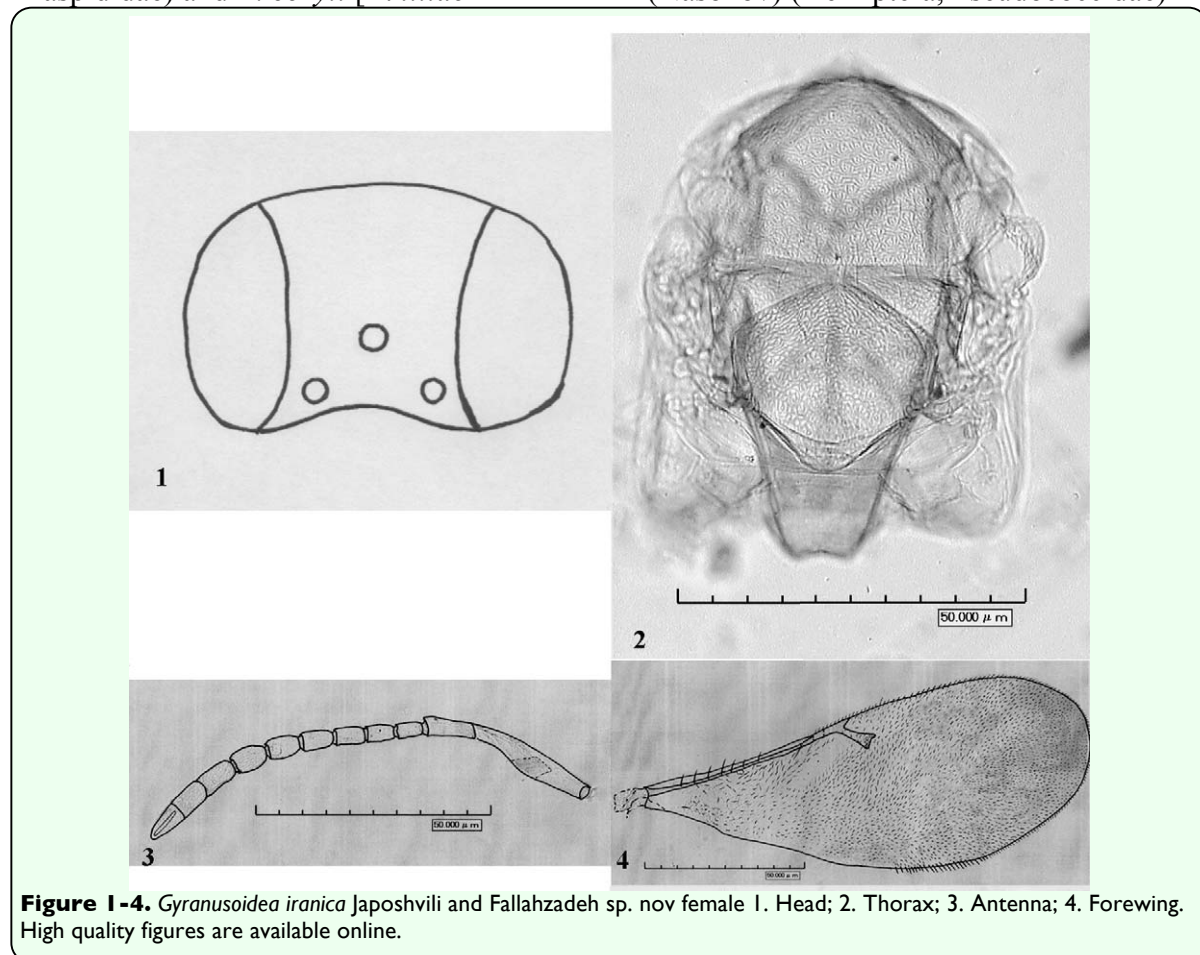 (Pseudococcidae)
1
2
50.000 µm
3
50.000 µm
4
50.000 µm
Figure 1-4. Gyranusoidea iranica Japoshvili and Fallahzadeh sp. nov female 1. Head; 2. Thorax; 3. Antenna; 4. Forewing.
High quality figures are available online.